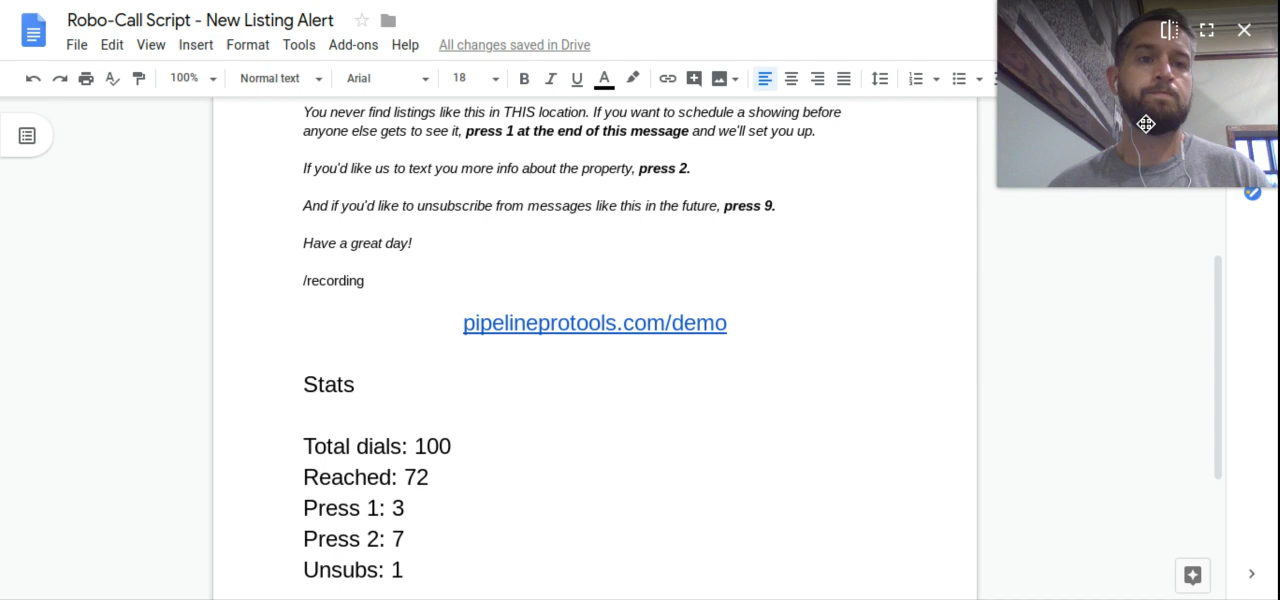 Robo-Call Script - New Listing Alert
File Edit View Insert Format Tools Add-ons Help All changes saved in Drive
100% Normal text Arial 18 B I U A
You never find listings like this in THIS location. If you want to schedule a showing before
anyone else gets to see it, press 1 at the end of this message and we'll set you up.
If you'd like us to text you more info about the property, press 2.
And if you'd like to unsubscribe from messages like this in the future, press 9.
Have a great day!
/recording
pipelineprotools.com/demo
Stats
Total dials: 100
Reached: 72
Press 1: 3
Press 2: 7
Unsubs: 1